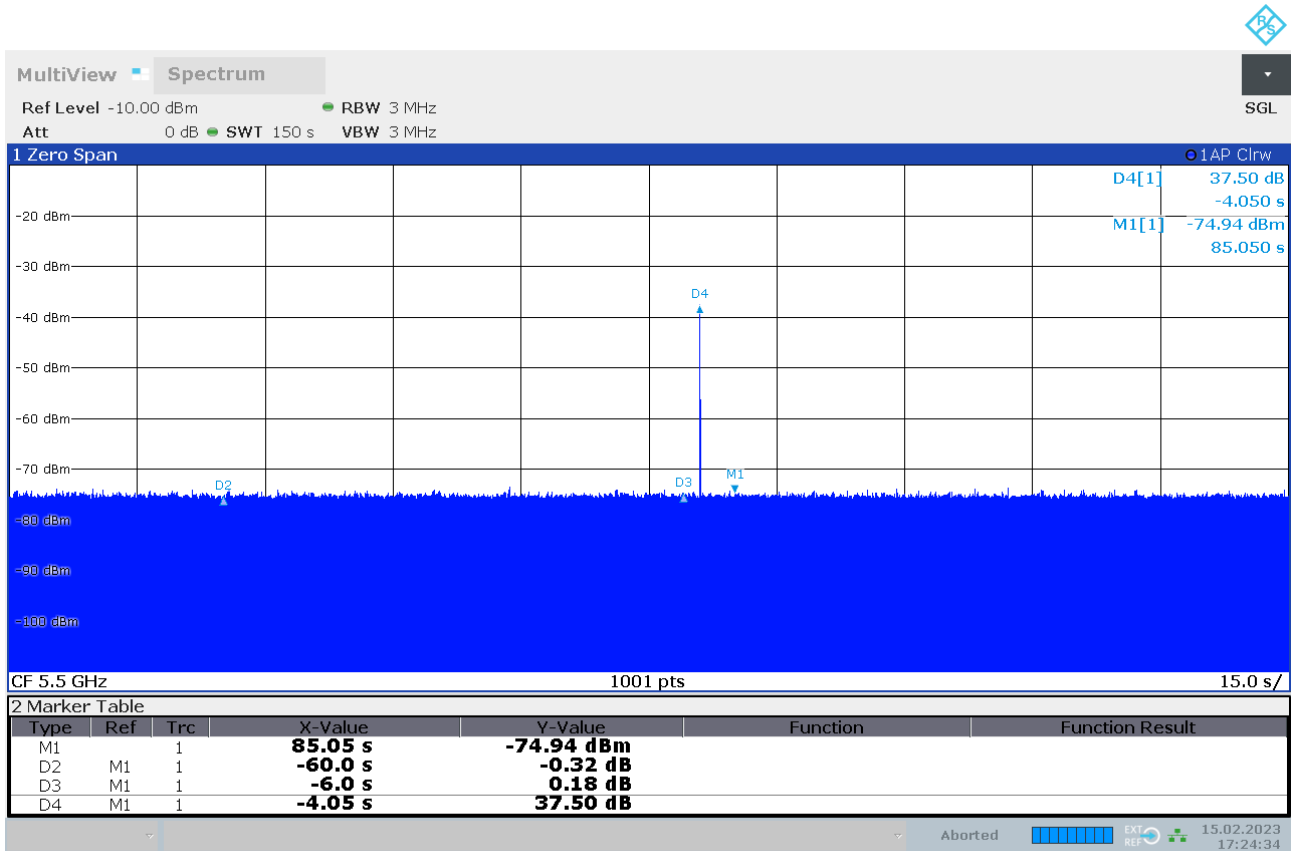 R&S
MultiView Spectrum
Ref Level -10.00 dBm RBW 3 MHz SGL
Att 0 dB SWT 150 s VBW 3 MHz
1 Zero Span 1AP Clrw
D4[1] 37.50 dB
-4.050 s
-20 dBm
M1[1] -74.94 dBm
85.050 s
-30 dBm
D4
-40 dBm
-50 dBm
-60 dBm
-70 dBm
D2 D3 M1
-80 dBm
-90 dBm
-100 dBm
CF 5.5 GHz 1001 pts 15.0 s/
2 Marker Table
Type Ref Trc X-Value Y-Value Function Function Result
M1 1 85.05 s -74.94 dBm
D2 M1 1 -60.0 s -0.32 dB
D3 M1 1 -6.0 s 0.18 dB
D4 M1 1 -4.05 s 37.50 dB
Aborted EXT REF 15.02.2023
17:24:34